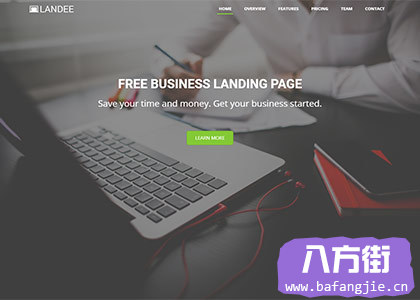 LANDEE
HOME OVERVIEW FEATURES PRICING TEAM CONTACT
FREE BUSINESS LANDING PAGE
Save your time and money. Get your business started.
LEARN MORE
八方街
www.bafangjie.cn